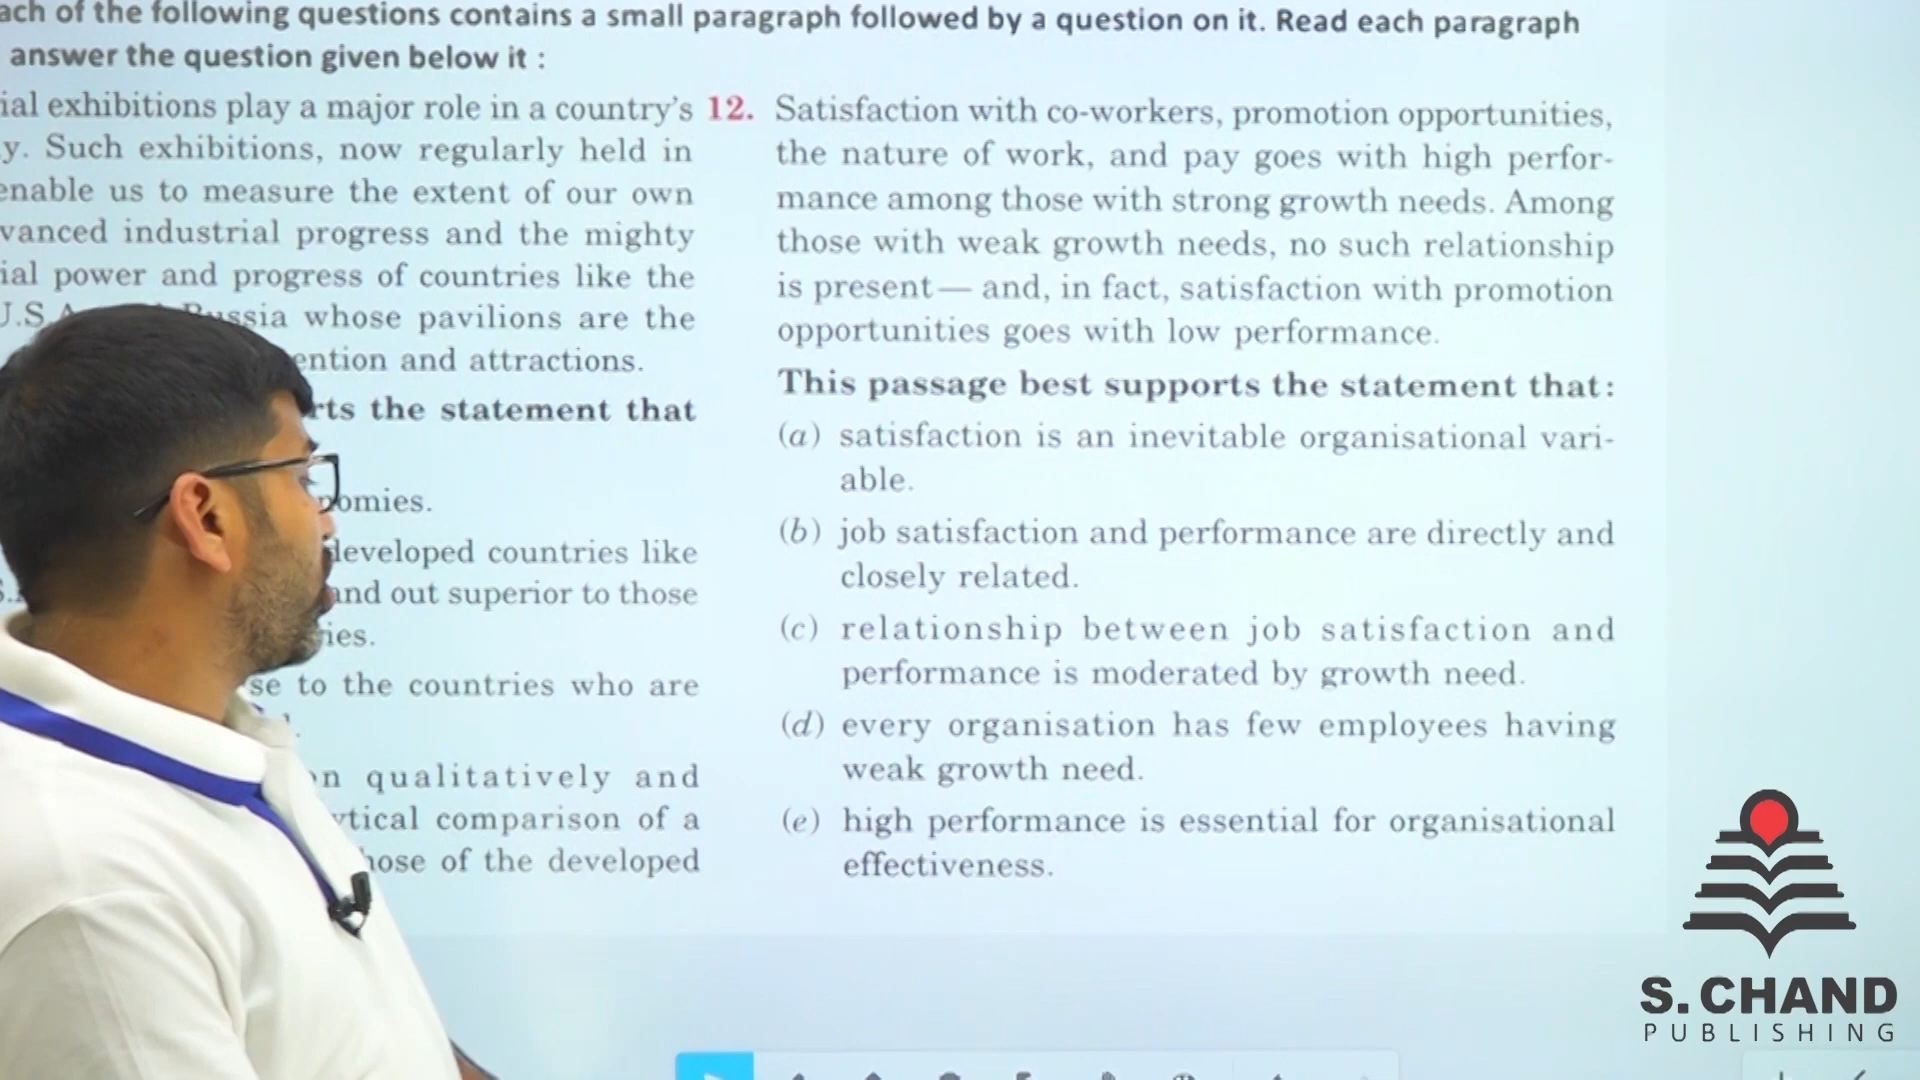 ach of the following questions contains a small paragraph followed by a question on it. Read each paragraph
answer the question given below it :
ial exhibitions play a major role in a country's
y. Such exhibitions, now regularly held in
enable us to measure the extent of our own
vanced industrial progress and the mighty
ial power and progress of countries like the
U.S.A. Russia whose pavilions are the
ention and attractions.
rts the statement that
nomies.
developed countries like
and out superior to those
ies.
se to the countries who are
on qualitatively and
ytical comparison of a
hose of the developed
12. Satisfaction with co-workers, promotion opportunities,
the nature of work, and pay goes with high perfor-
mance among those with strong growth needs. Among
those with weak growth needs, no such relationship
is present— and, in fact, satisfaction with promotion
opportunities goes with low performance.
This passage best supports the statement that:
(a) satisfaction is an inevitable organisational vari-
able.
(b) job satisfaction and performance are directly and
closely related.
(c) relationship between job satisfaction and
performance is moderated by growth need.
(d) every organisation has few employees having
weak growth need.
(e) high performance is essential for organisational
effectiveness.
S. CHAND
PUBLISHING